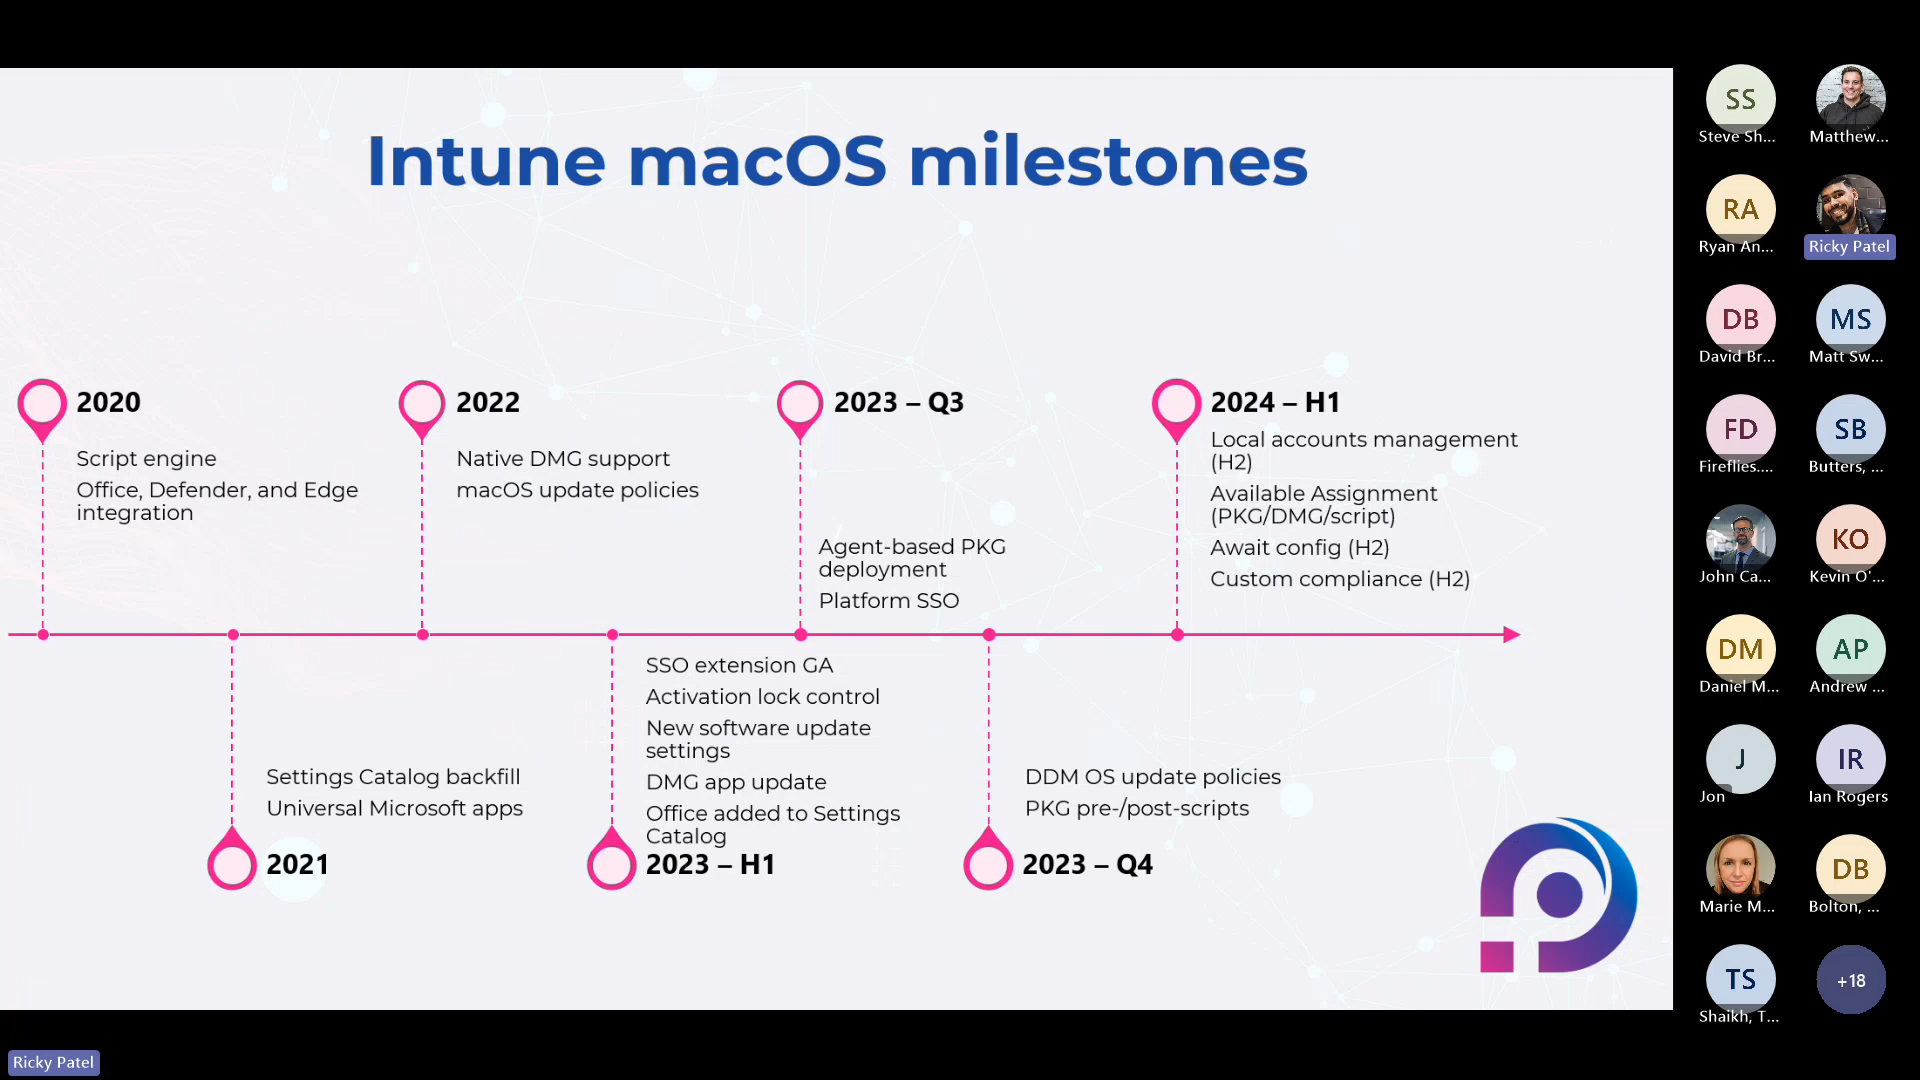 Intune macOS milestones
2020
Script engine
Office, Defender, and Edge
integration
2022
Native DMG support
macOS update policies
2023 – Q3
Agent-based PKG
deployment
Platform SSO
2024 – H1
Local accounts management
(H2)
Available Assignment
(PKG/DMG/script)
Await config (H2)
Custom compliance (H2)
Settings Catalog backfill
Universal Microsoft apps
2021
SSO extension GA
Activation lock control
New software update
settings
DMG app update
Office added to Settings
Catalog
2023 – H1
DDM OS update policies
PKG pre-/post-scripts
2023 – Q4
SS
Steve Sh...
Matthew...
RA
Ryan An...
Ricky Patel
DB
David Br...
MS
Matt Sw...
FD
Fireflies....
SB
Butters, ...
John Ca...
KO
Kevin O'...
DM
Daniel M...
AP
Andrew ...
J
Jon
IR
Ian Rogers
Marie M...
DB
Bolton, ...
TS
Shaikh, T...
+18
Ricky Patel